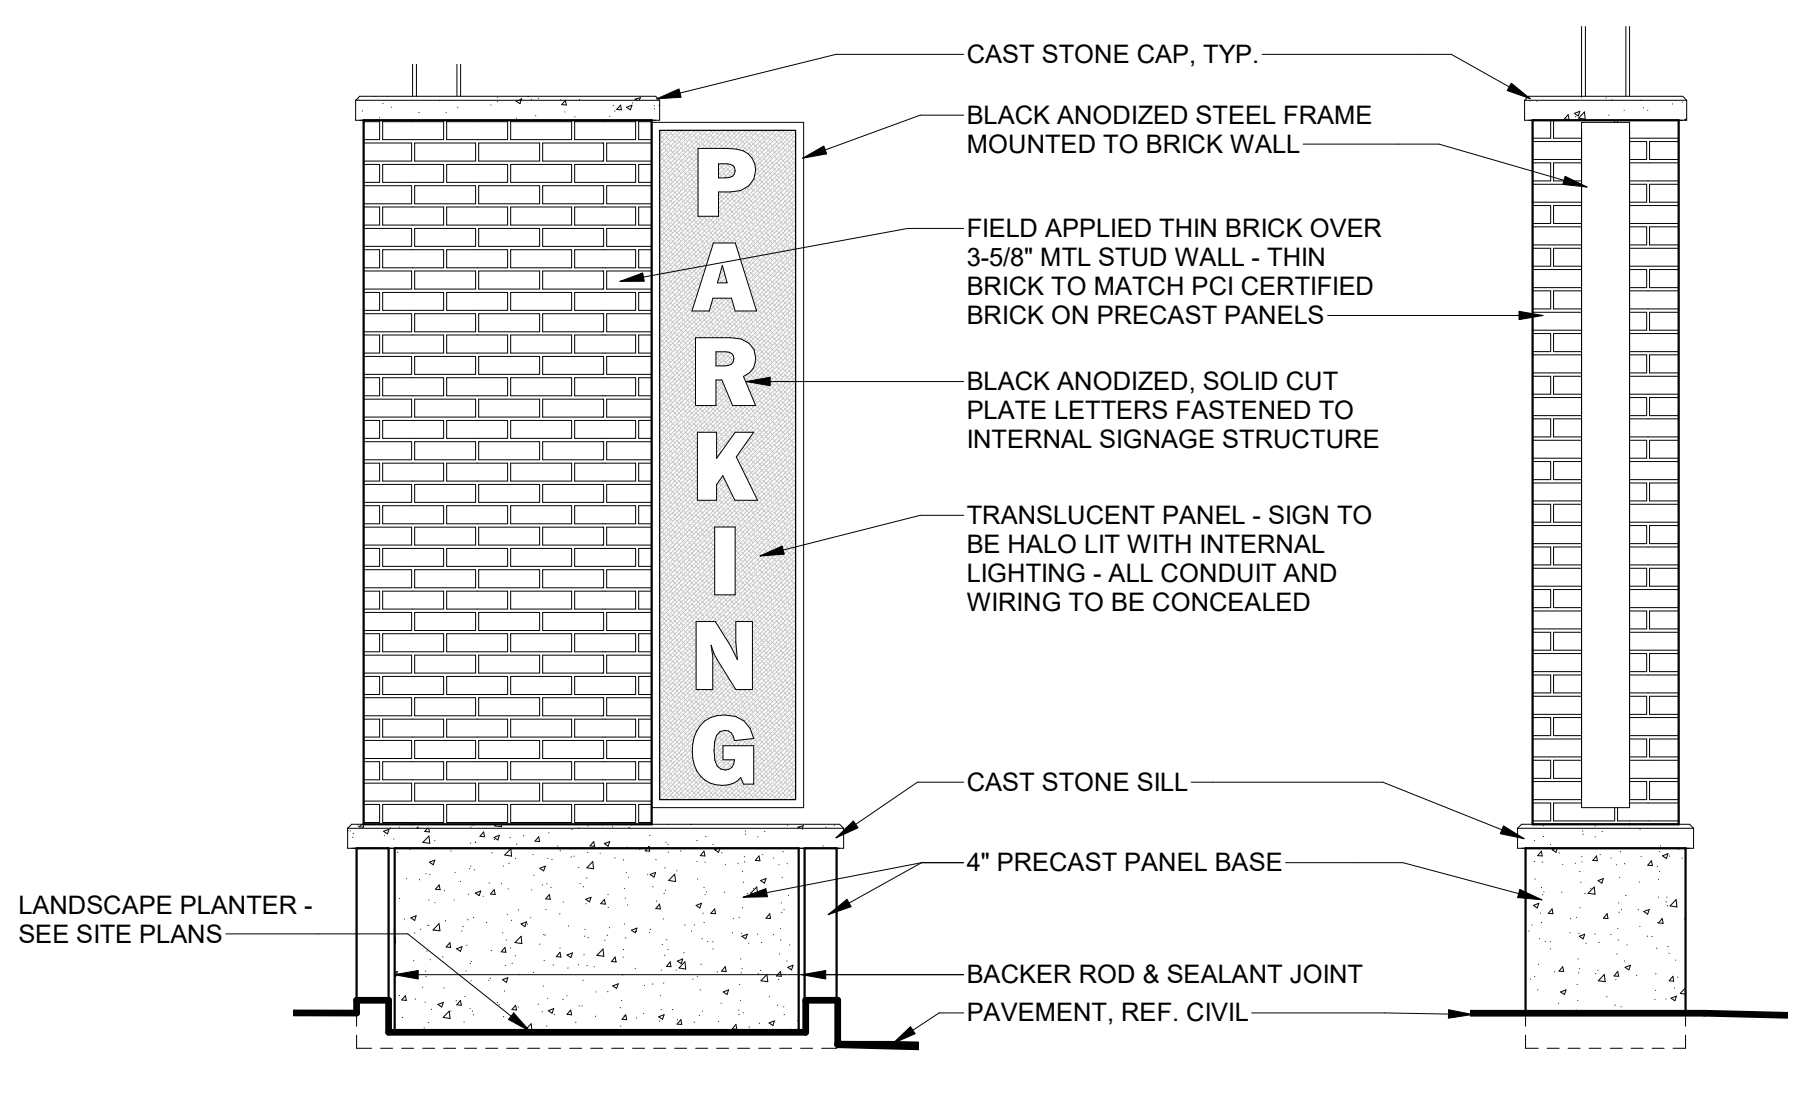 CAST STONE CAP, TYP.
BLACK ANODIZED STEEL FRAME
MOUNTED TO BRICK WALL
FIELD APPLIED THIN BRICK OVER
3-5/8" MTL STUD WALL - THIN
BRICK TO MATCH PCI CERTIFIED
BRICK ON PRECAST PANELS
BLACK ANODIZED, SOLID CUT
PLATE LETTERS FASTENED TO
INTERNAL SIGNAGE STRUCTURE
TRANSLUCENT PANEL - SIGN TO
BE HALO LIT WITH INTERNAL
LIGHTING - ALL CONDUIT AND
WIRING TO BE CONCEALED
PARKING
CAST STONE SILL
4" PRECAST PANEL BASE
LANDSCAPE PLANTER -
SEE SITE PLANS
BACKER ROD & SEALANT JOINT
PAVEMENT, REF. CIVIL